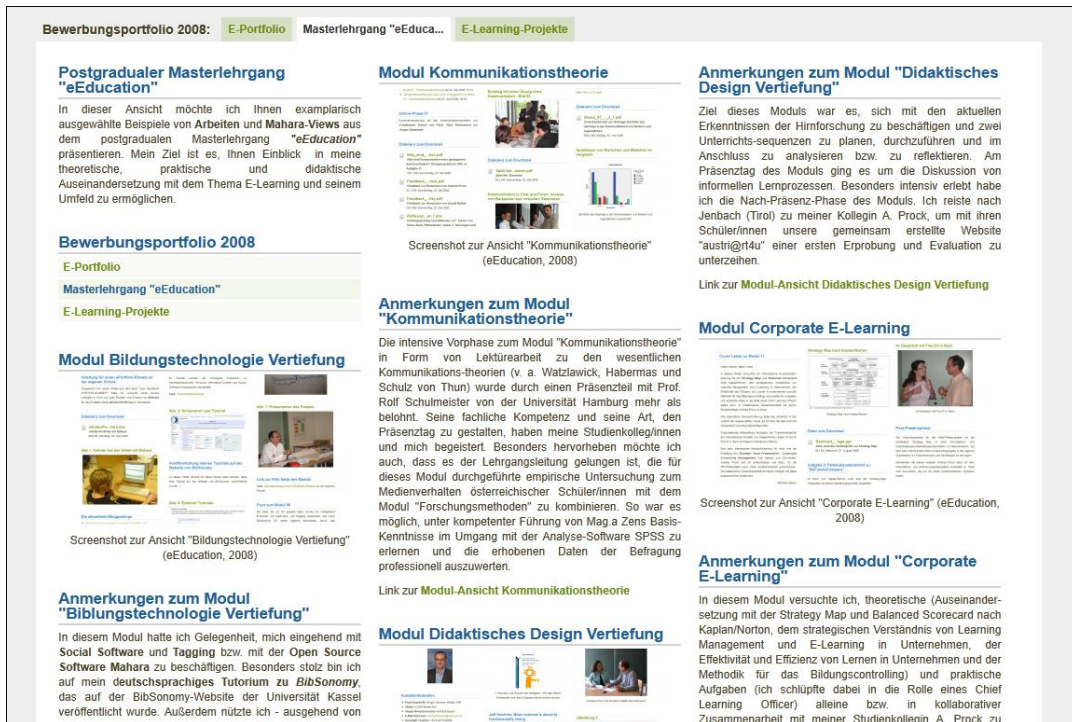 Bewerbungsportfolio 2008:
E-Portfolio
Masterlehrgang "eEduca...
E-Learning-Projekte
Postgradualer Masterlehrgang
"eEducation"
In dieser Ansicht möchte ich Ihnen examplarisch
ausgewählte Beispiele von Arbeiten und Mahara-Views aus
dem postgradualen Masterlehrgang "eEducation"
präsentieren. Mein Ziel ist es, Ihnen Einblick in meine
theoretische, praktische und didaktische
Auseinandersetzung mit dem Thema E-Learning und seinem
Umfeld zu ermöglichen.
Bewerbungsportfolio 2008
E-Portfolio
Masterlehrgang "eEducation"
E-Learning-Projekte
Modul Bildungstechnologie Vertiefung
Screenshot zur Ansicht "Bildungstechnologie Vertiefung"
(eEducation, 2008)
Anmerkungen zum Modul
"Biblungstechnologie Vertiefung"
In diesem Modul hatte ich Gelegenheit, mich eingehend mit
Social Software und Tagging bzw. mit der Open Source
Software Mahara zu beschäftigen. Besonders stolz bin ich
auf mein deutschsprachiges Tutorium zu BibSonomy,
das auf der BibSonomy-Website der Universität Kassel
veröffentlicht wurde. Außerdem nützte ich - ausgehend von
Modul Kommunikationstheorie
Screenshot zur Ansicht "Kommunikationstheorie"
(eEducation, 2008)
Anmerkungen zum Modul
"Kommunikationstheorie"
Die intensive Vorphase zum Modul "Kommunikationstheorie"
in Form von Lektürearbeit zu den wesentlichen
Kommunikations-theorien (v. a. Watzlawick, Habermas und
Schulz von Thun) wurde durch einen Präsenzteil mit Prof.
Rolf Schulmeister von der Universität Hamburg mehr als
belohnt. Seine fachliche Kompetenz und seine Art, den
Präsenztag zu gestalten, haben meine Studienkolleg/innen
und mich begeistert. Besonders hervorheben möchte ich
auch, dass es der Lehrgangsleitung gelungen ist, die für
dieses Modul durchgeführte empirische Untersuchung zum
Medienverhalten österreichischer Schüler/innen mit dem
Modul "Forschungsmethoden" zu kombinieren. So war es
möglich, unter kompetenter Führung von Mag.a Zens Basis-
Kenntnisse im Umgang mit der Analyse-Software SPSS zu
erlernen und die erhobenen Daten der Befragung
professionell auszuwerten.
Link zur Modul-Ansicht Kommunikationstheorie
Modul Didaktisches Design Vertiefung
Anmerkungen zum Modul "Didaktisches
Design Vertiefung"
Ziel dieses Moduls war es, sich mit den aktuellen
Erkenntnissen der Hirnforschung zu beschäftigen und zwei
Unterrichts-sequenzen zu planen, durchzuführen und im
Anschluss zu analysieren bzw. zu reflektieren. Am
Präsenztag des Moduls ging es um die Diskussion von
informellen Lernprozessen. Besonders intensiv erlebt habe
ich die Nach-Präsenz-Phase des Moduls. Ich reiste nach
Jenbach (Tirol) zu meiner Kollegin A. Prock, um mit ihren
Schüler/innen unsere gemeinsam erstellte Website
"austri@rt4u" einer ersten Erprobung und Evaluation zu
unterzeihen.
Link zur Modul-Ansicht Didaktisches Design Vertiefung
Modul Corporate E-Learning
Screenshot zur Ansicht "Corporate E-Learning" (eEducation,
2008)
Anmerkungen zum Modul "Corporate
E-Learning"
In diesem Modul versuchte ich, theoretische (Auseinander-
setzung mit der Strategy Map und Balanced Scorecard nach
Kaplan/Norton, dem strategischen Verständnis von Learning
Management und E-Learning in Unternehmen, der
Effektivität und Effizienz von Lernen in Unternehmen und der
Methodik für das Bildungscontrolling) und praktische
Aufgaben (ich schlüpfte dabei in die Rolle eines Chief
Learning Officer) alleine bzw. in kollaborativer
Zusammenarbeit mit meiner Studienkollegin A. Prock zu